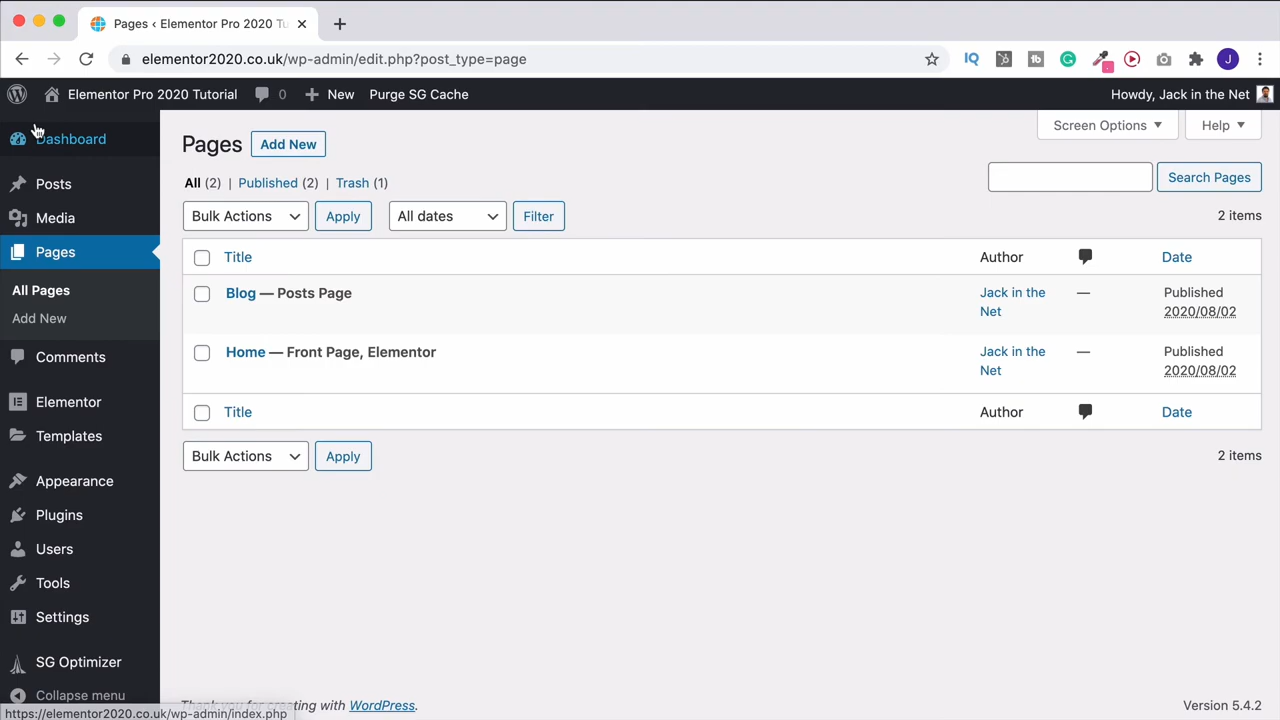 Pages ‹ Elementor Pro 2020 Tu
elementor2020.co.uk/wp-admin/edit.php?post_type=page
Elementor Pro 2020 Tutorial 0 New Purge SG Cache Howdy, Jack in the Net
Dashboard
Posts
Media
Pages
All Pages
Add New
Comments
Elementor
Templates
Appearance
Plugins
Users
Tools
Settings
SG Optimizer
Collapse menu
https://elementor2020.co.uk/wp-admin/index.php
Screen Options Help
Pages Add New
All (2) | Published (2) | Trash (1)
Search Pages
Bulk Actions Apply All dates Filter 2 items
Title Author Date
Blog — Posts Page Jack in the Net — Published 2020/08/02
Home — Front Page, Elementor Jack in the Net — Published 2020/08/02
Title Author Date
Bulk Actions Apply 2 items
Thank you for creating with WordPress. Version 5.4.2
IQ
tb
G
J